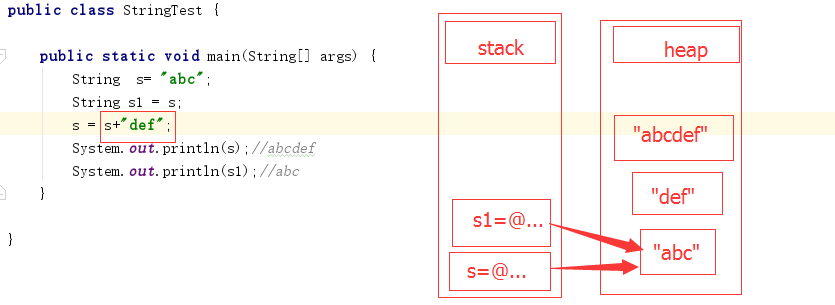 public class StringTest {
public static void main(String[] args) {
String  s= "abc";
String s1 = s;
s = s+"def";
System.out.println(s);//abcdef
System.out.println(s1);//abc
}
}
stack
s1=@...
s=@...
heap
"abcdef"
"def"
"abc"